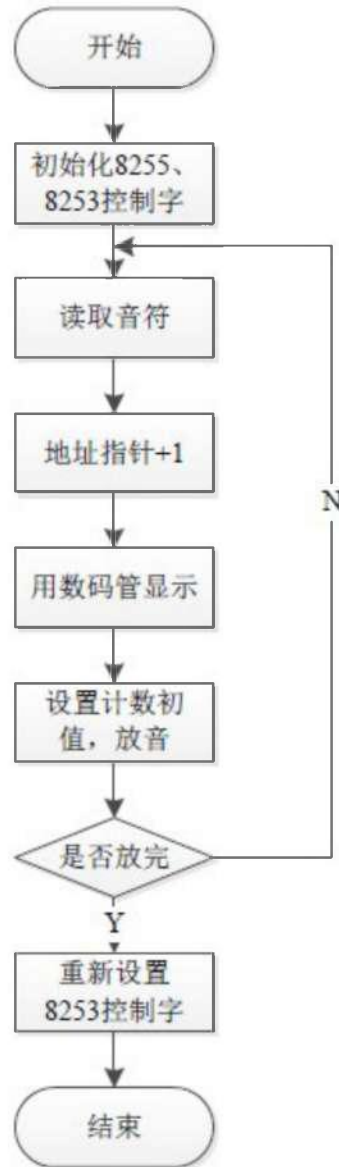 开始
初始化8255、
8253控制字
读取音符
地址指针+1
N
用数码管显示
设置计数初
值，放音
是否放完
Y
重新设置
8253控制字
结束